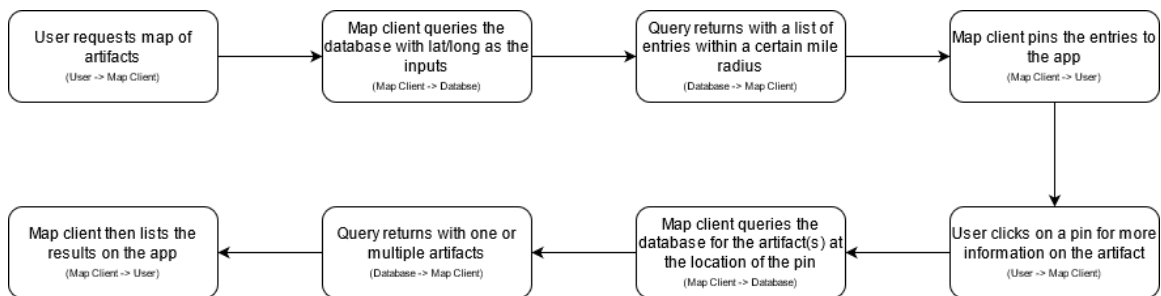 User requests map of
artifacts
(User -> Map Client)
Map client queries the
database with lat/long as the
inputs
(Map Client -> Databse)
Query returns with a list of
entries within a certain mile
radius
(Database -> Map Client)
Map client pins the entries to
the app
(Map Client -> User)
User clicks on a pin for more
information on the artifact
(User -> Map Client)
Map client queries the
database for the artifact(s) at
the location of the pin
(Map Client -> Database)
Query returns with one or
multiple artifacts
(Database -> Map Client)
Map client then lists the
results on the app
(Map Client -> User)